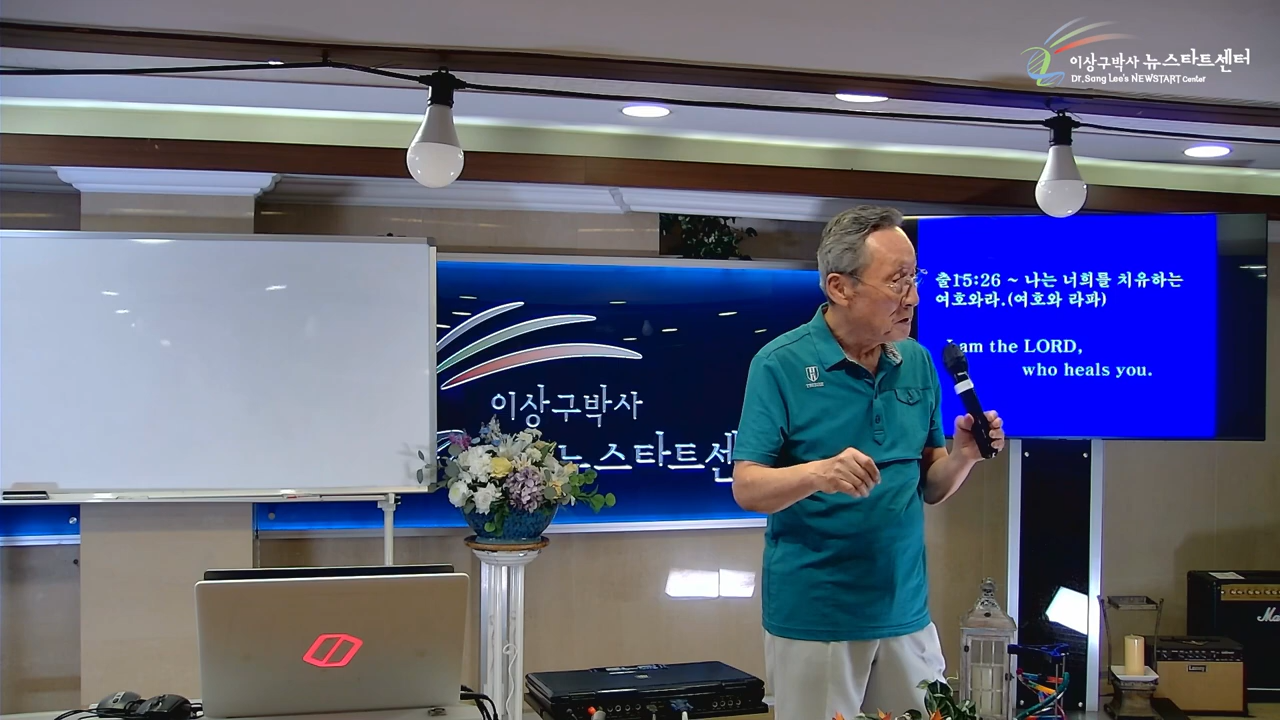 이상구박사 뉴스타트센터
Dr. Sang Lee's NEWSTART Center
출15:26 ~ 나는 너희를 치유하는
여호와라.(여호와 라파)
I am the LORD,
who heals you.
이상구박사
뉴스타트센
Laney